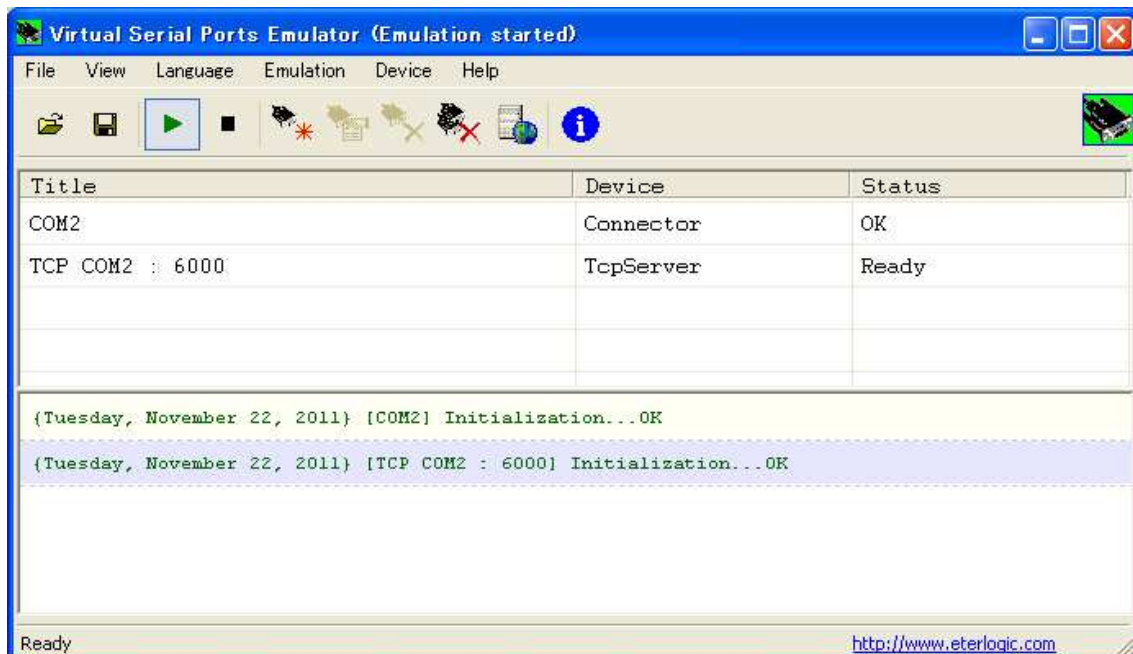 Virtual Serial Ports Emulator (Emulation started)
File View Language Emulation Device Help
Title Device Status
COM2 Connector OK
TCP COM2 : 6000 TcpServer Ready
{Tuesday, November 22, 2011} [COM2] Initialization...OK
{Tuesday, November 22, 2011} [TCP COM2 : 6000] Initialization...OK
Ready http://www.eterlogic.com